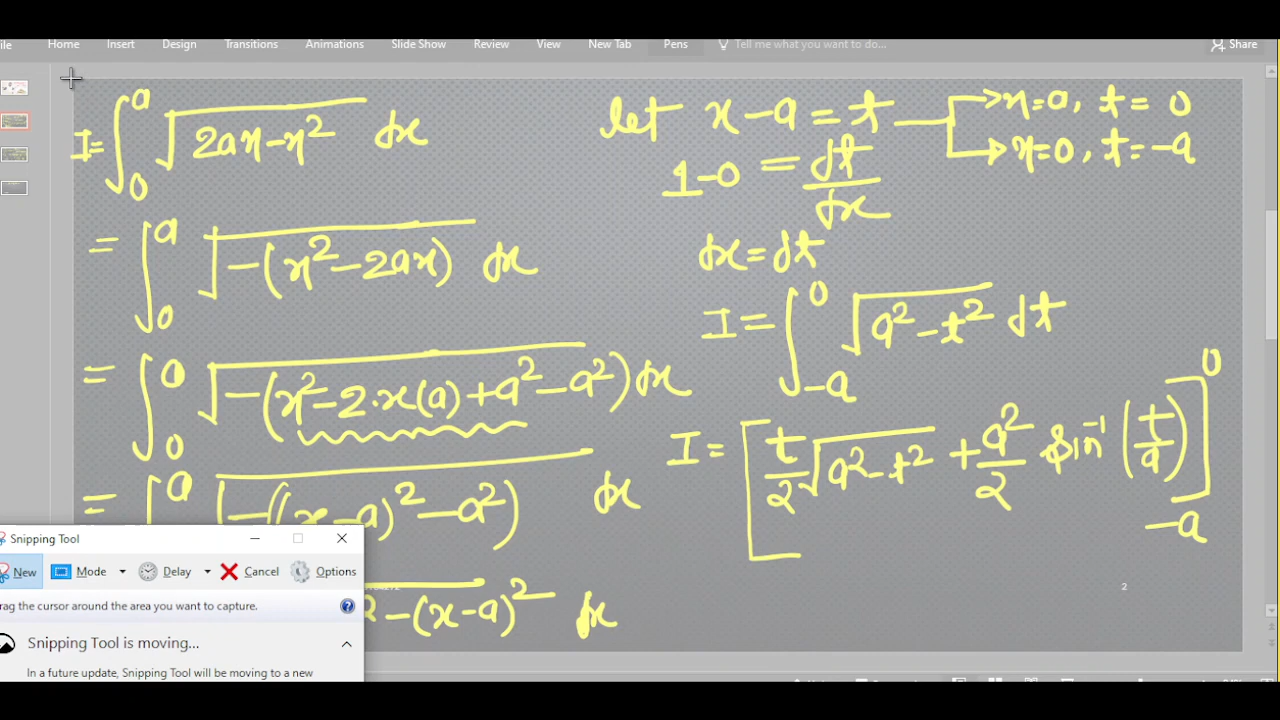 File Home Insert Design Transitions Animations Slide Show Review View New Tab Pens Tell me what you want to do... Share
I = ∫₀ᵃ √(2ax-x²) dx
= ∫₀ᵃ √(-(x²-2ax)) dx
= ∫₀ᵃ √(-(x²-2·x(a)+a²-a²)) dx
= ∫ᵃ √(-((x-a)²-a²)) dx
-(x-a)² dx
let x-a = t → x=a, t = 0
→ x=0, t=-a
1-0 = dt/dx
dx = dt
I = ∫₋ₐ⁰ √(a²-t²) dt
I = [t/2 √(a²-t²) + a²/2 sin⁻¹(t/a)]₋ₐ⁰
2
Snipping Tool
New Mode Delay Cancel Options
rag the cursor around the area you want to capture.
Snipping Tool is moving...
In a future update, Snipping Tool will be moving to a new